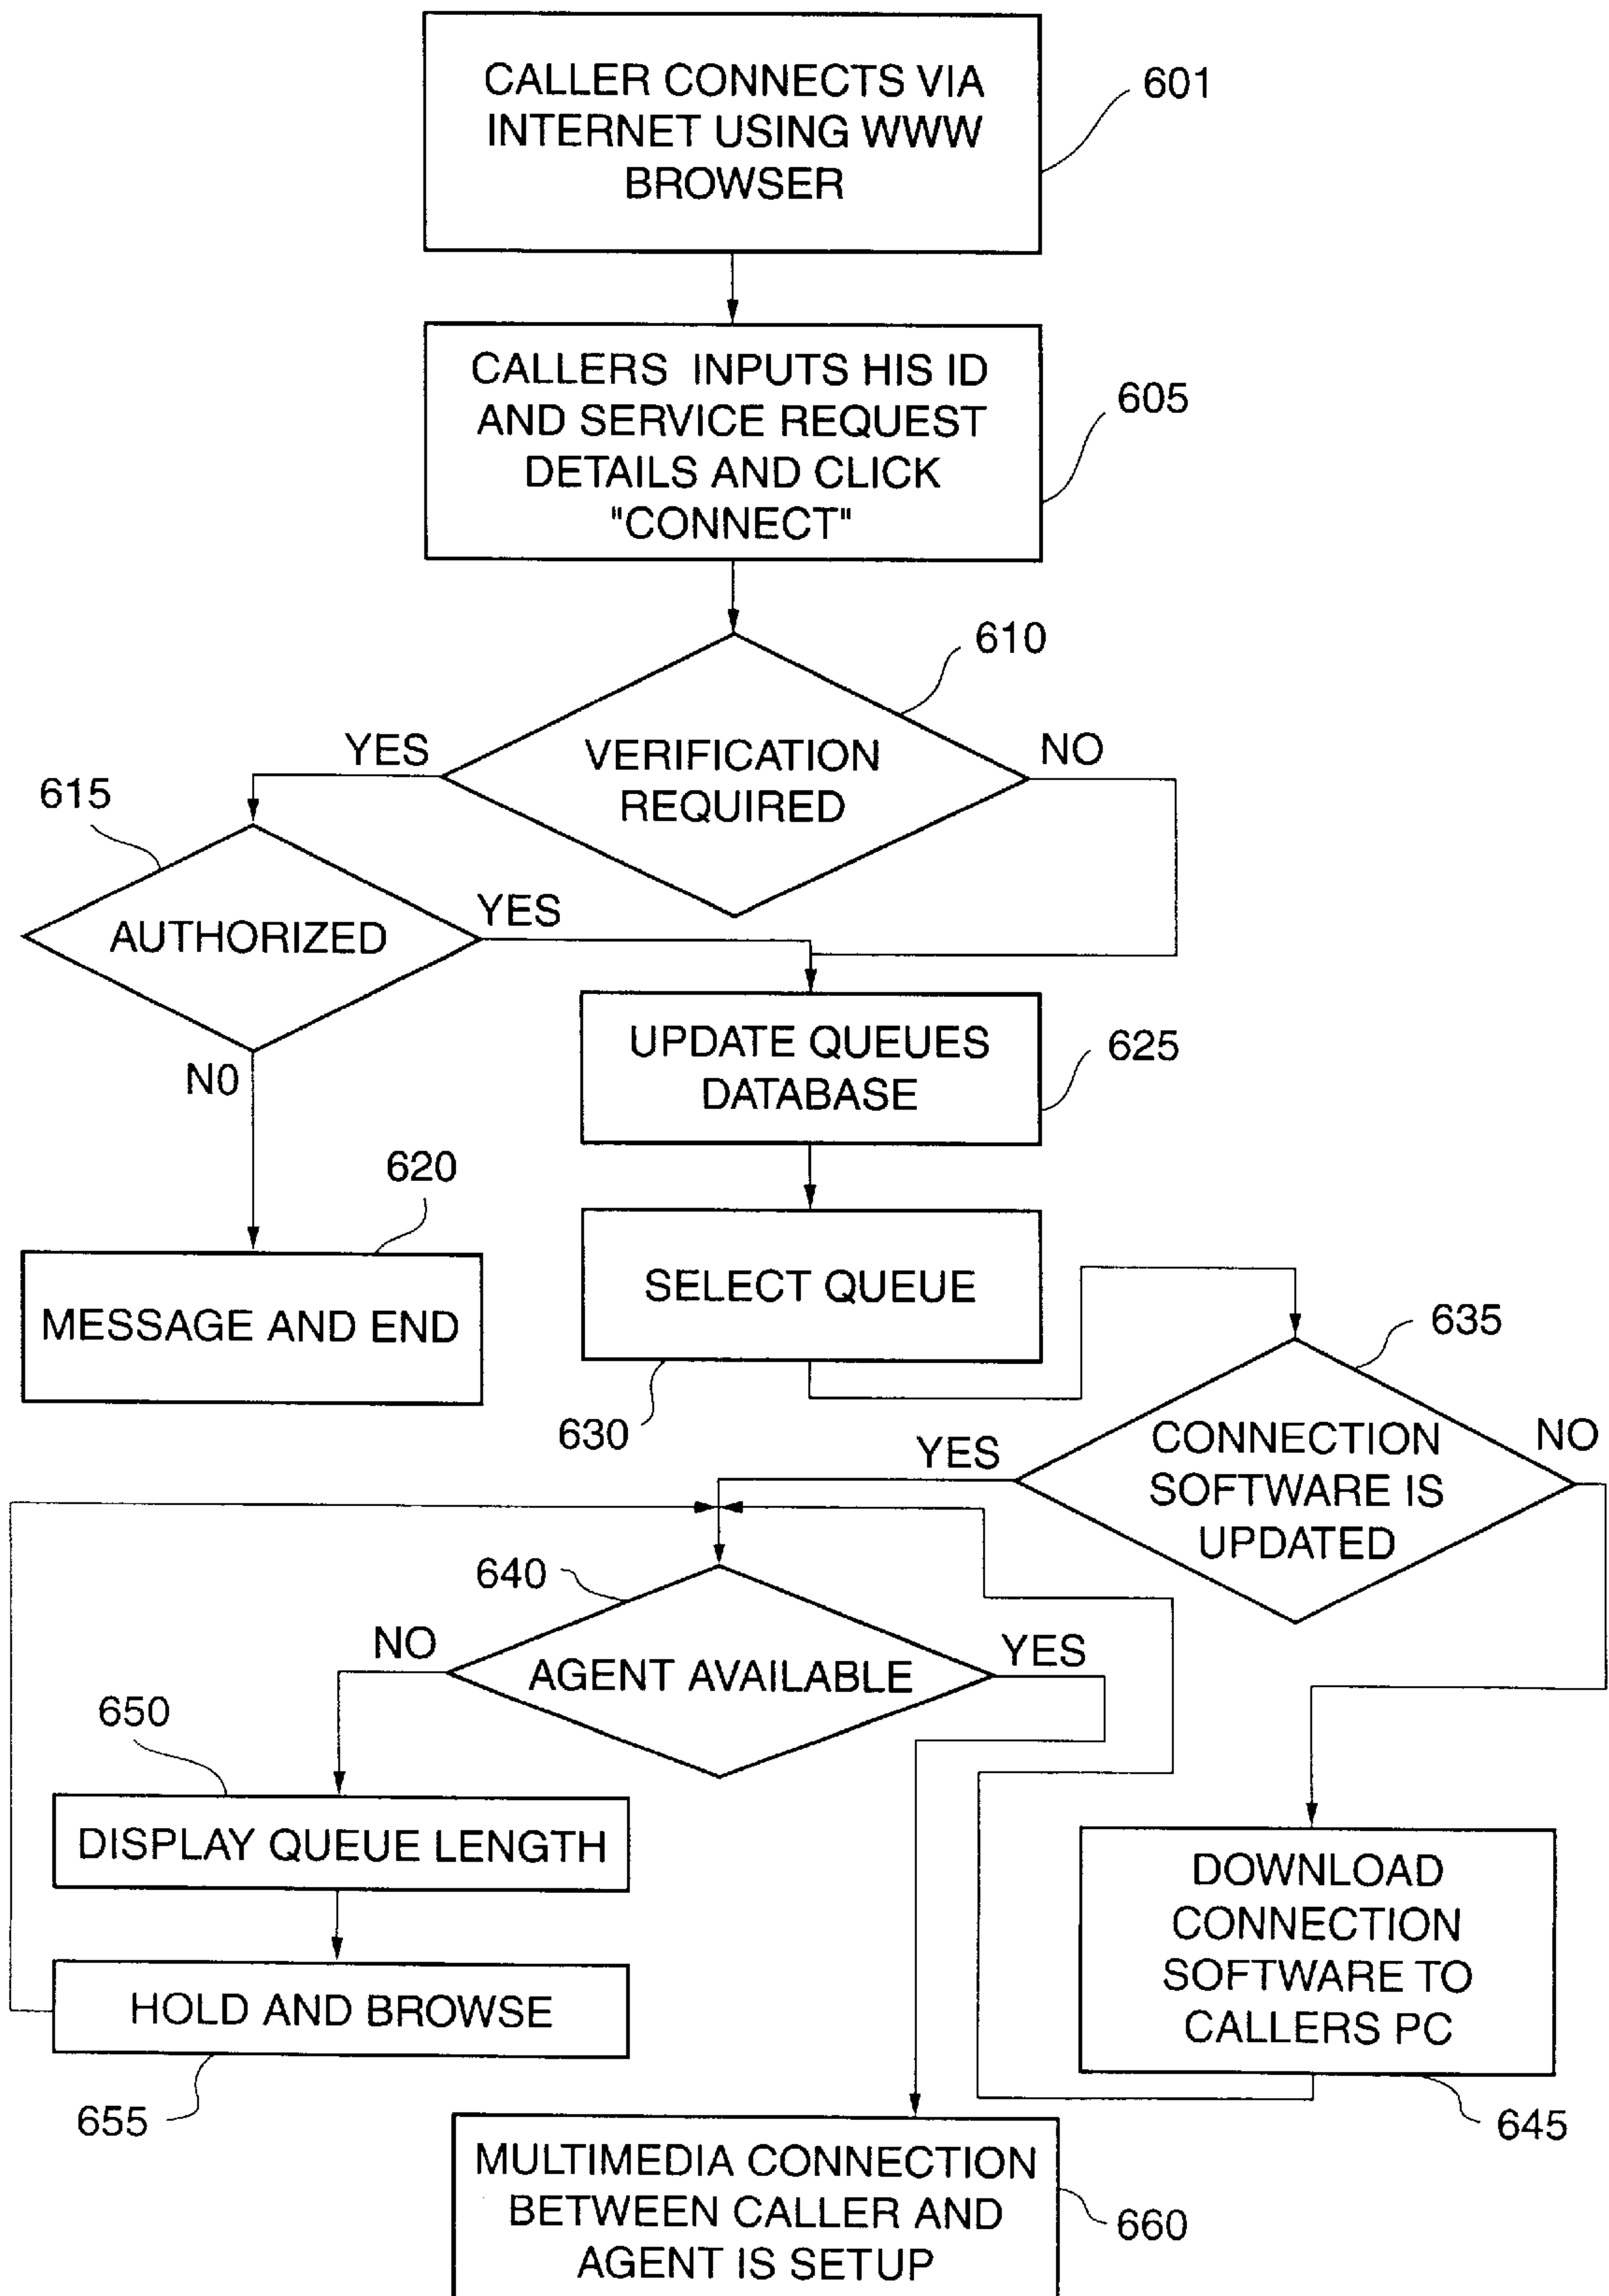 CALLER CONNECTS VIA
INTERNET USING WWW
BROWSER
601
CALLERS INPUTS HIS ID
AND SERVICE REQUEST
DETAILS AND CLICK
"CONNECT"
605
610
VERIFICATION
REQUIRED
YES
NO
615
AUTHORIZED
YES
N0
UPDATE QUEUES
DATABASE
625
620
MESSAGE AND END
SELECT QUEUE
630
635
CONNECTION
SOFTWARE IS
UPDATED
YES
NO
640
AGENT AVAILABLE
NO
YES
650
DISPLAY QUEUE LENGTH
HOLD AND BROWSE
655
DOWNLOAD
CONNECTION
SOFTWARE TO
CALLERS PC
645
MULTIMEDIA CONNECTION
BETWEEN CALLER AND
AGENT IS SETUP
660